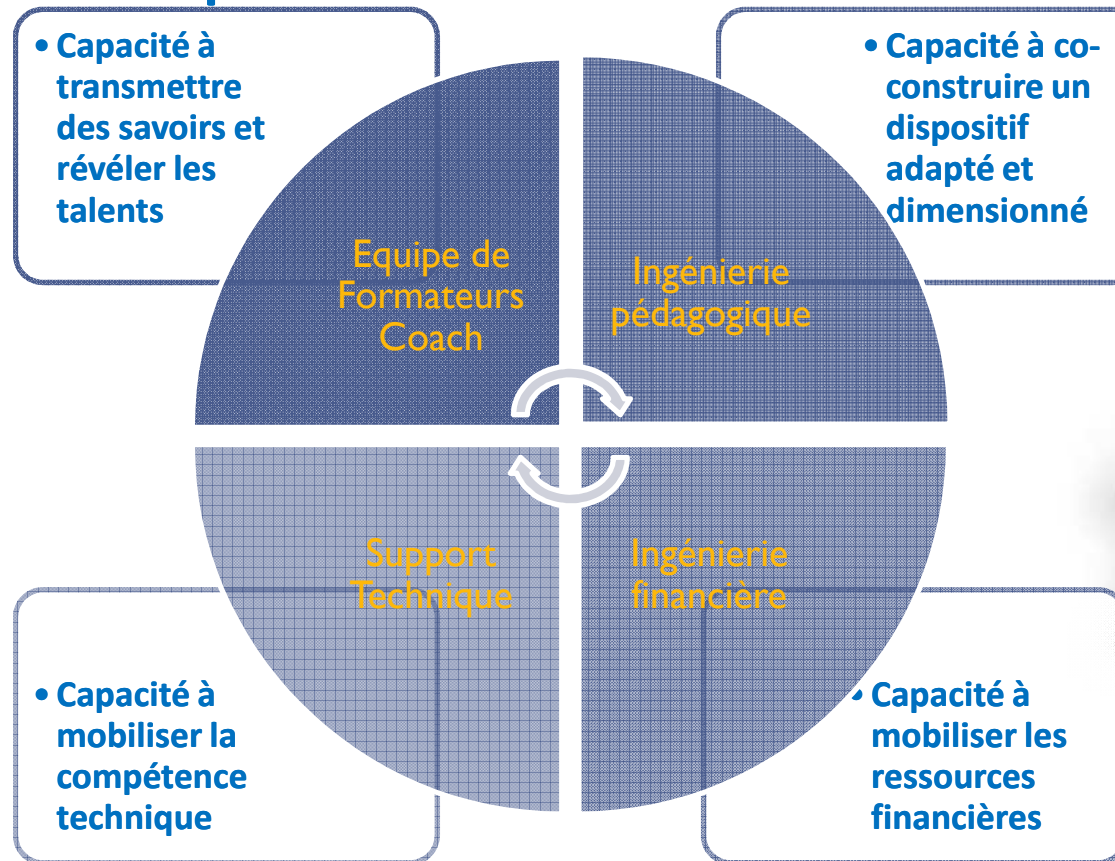 • Capacité à
transmettre
des savoirs et
révéler les
talents
• Capacité à co-
construire un
dispositif
adapté et
dimensionné
Equipe de
Formateurs
Coach
Ingénierie
pédagogique
Support
Technique
Ingénierie
financière
• Capacité à
mobiliser la
compétence
technique
• Capacité à
mobiliser les
ressources
financières